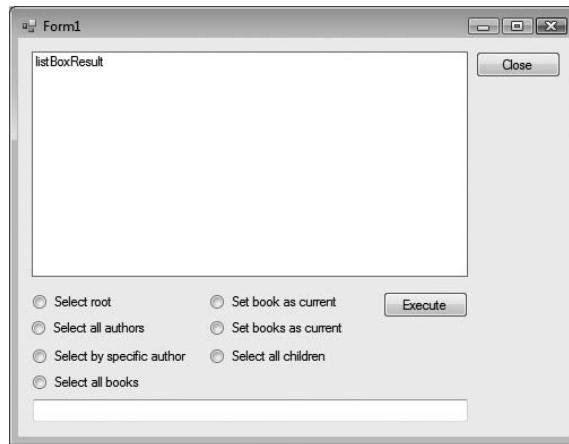 Form1
listBoxResult
Close
Select root
Set book as current
Execute
Select all authors
Set books as current
Select by specific author
Select all children
Select all books